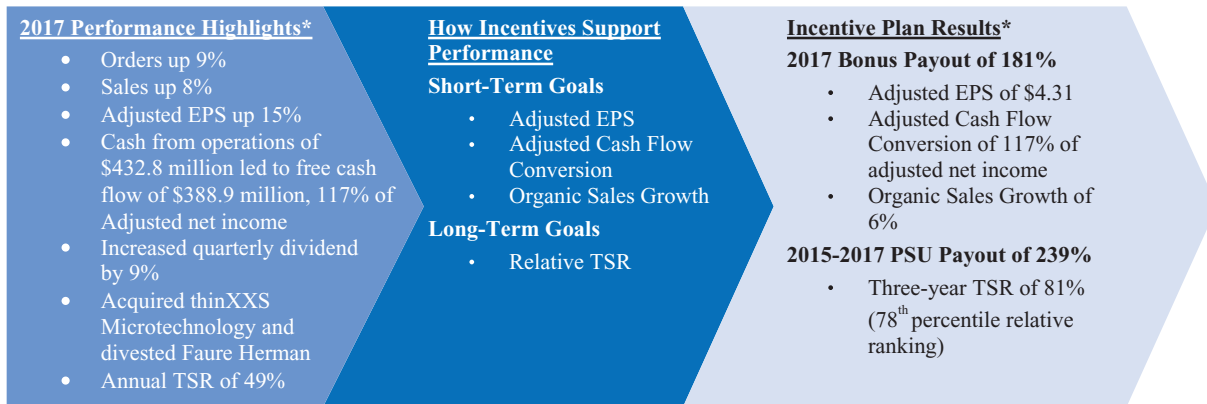 2017 Performance Highlights*
• Orders up 9%
• Sales up 8%
• Adjusted EPS up 15%
• Cash from operations of
$432.8 million led to free cash
flow of $388.9 million, 117% of
Adjusted net income
• Increased quarterly dividend
by 9%
• Acquired thinXXS
Microtechnology and
divested Faure Herman
• Annual TSR of 49%
How Incentives Support
Performance
Short-Term Goals
• Adjusted EPS
• Adjusted Cash Flow
Conversion
• Organic Sales Growth
Long-Term Goals
• Relative TSR
Incentive Plan Results*
2017 Bonus Payout of 181%
• Adjusted EPS of $4.31
• Adjusted Cash Flow
Conversion of 117% of
adjusted net income
• Organic Sales Growth of
6%
2015-2017 PSU Payout of 239%
• Three-year TSR of 81%
(78th percentile relative
ranking)